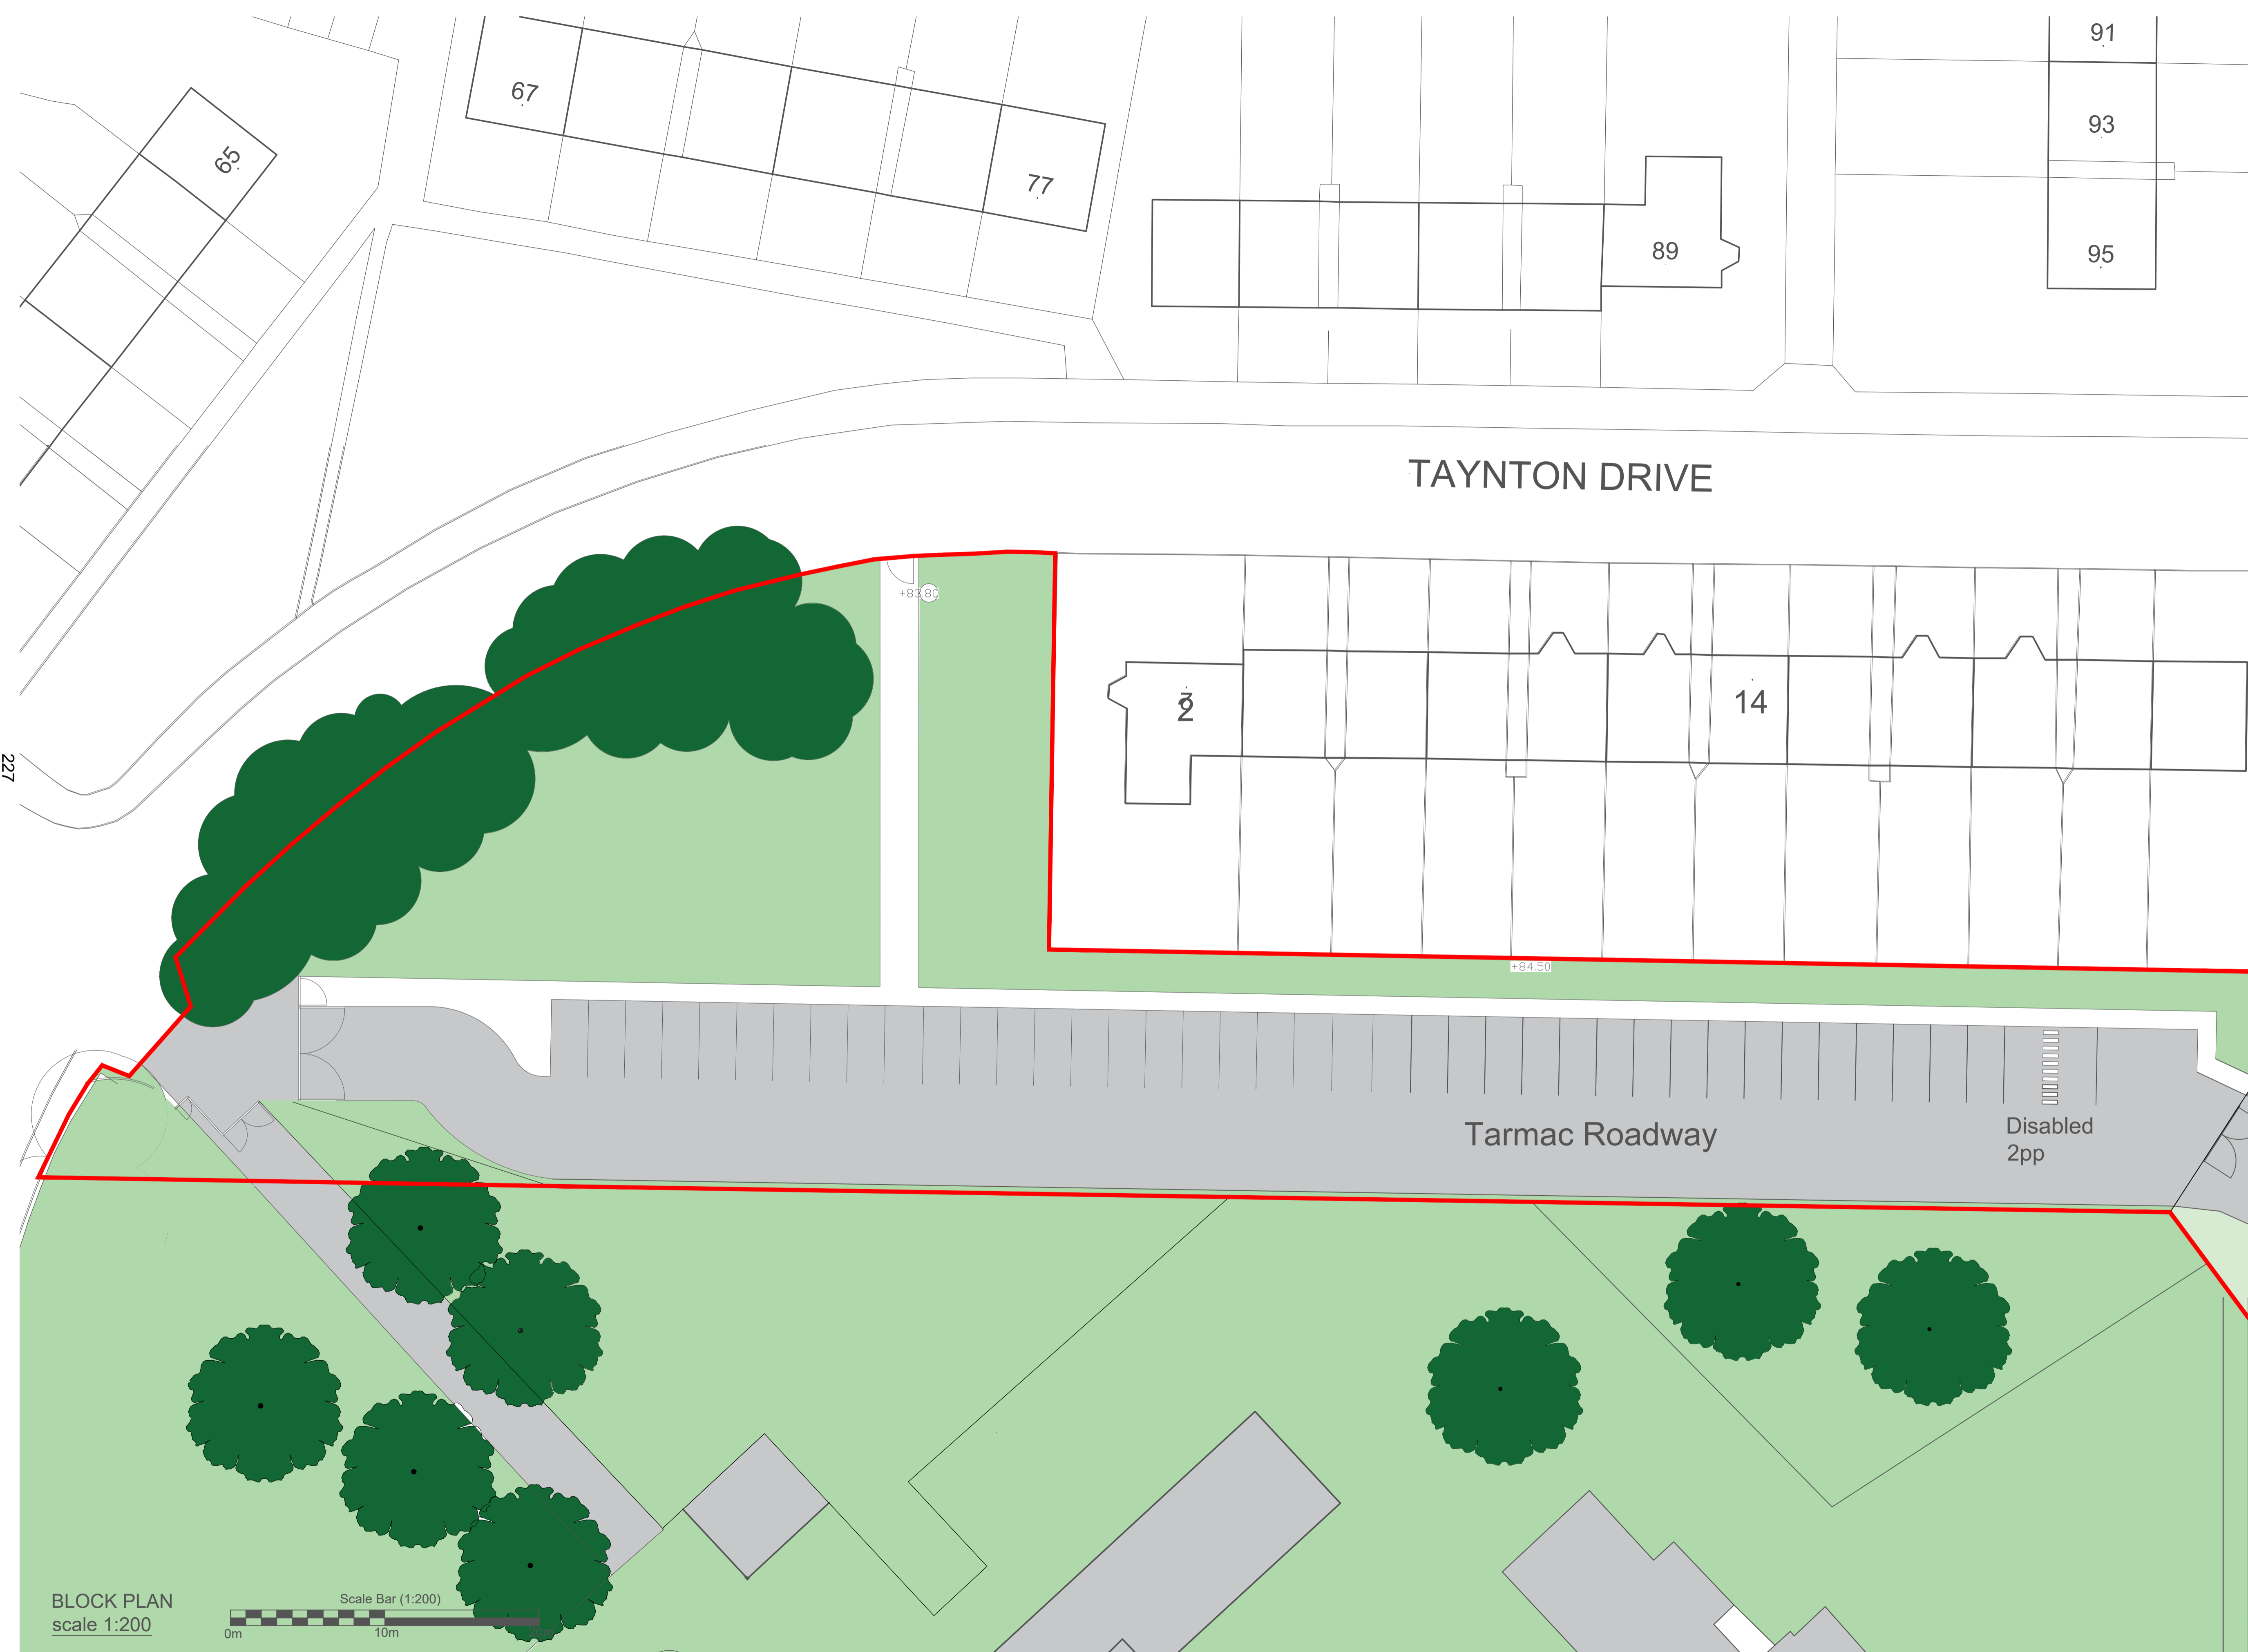 91
67
93
65
77
89
95
TAYNTON DRIVE
+83.80
14
227
+84.50
Tarmac Roadway
Disabled
2pp
BLOCK PLAN
scale 1:200
Scale Bar (1:200)
0m
10m